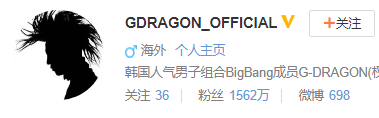 GDRAGON_OFFICIAL +关注
海外 个人主页
韩国人气男子组合BigBang成员G-DRAGON(权
关注 36 粉丝 1562万 微博 698